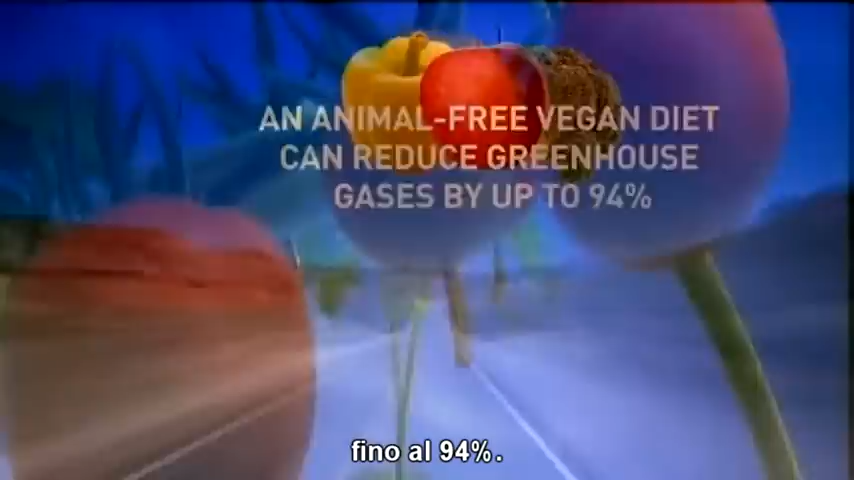 AN ANIMAL-FREE VEGAN DIET
CAN REDUCE GREENHOUSE
GASES BY UP TO 94%
fino al 94%.